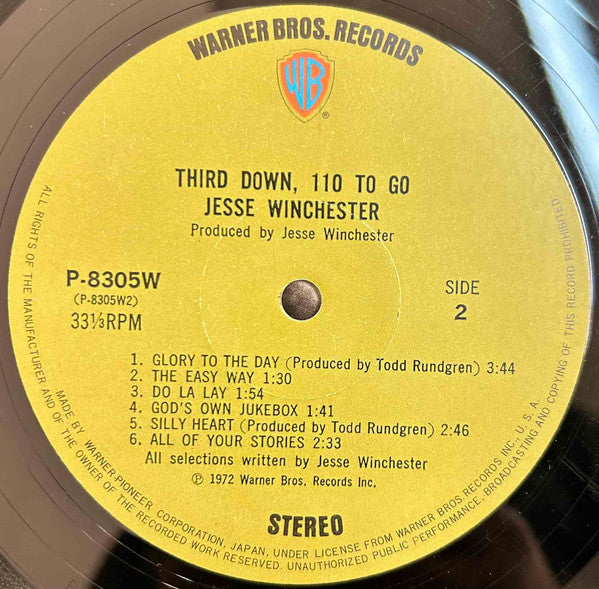 WARNER BROS. RECORDS
WB
®
THIRD DOWN, 110 TO GO
JESSE WINCHESTER
Produced by Jesse Winchester
P-8305W
(P-8305W2)
33⅓RPM
SIDE
2
1. GLORY TO THE DAY (Produced by Todd Rundgren) 3:44
2. THE EASY WAY 1:30
3. DO LA LAY 1:54
4. GOD'S OWN JUKEBOX 1:41
5. SILLY HEART (Produced by Todd Rundgren) 2:46
6. ALL OF YOUR STORIES 2:33
All selections written by Jesse Winchester
Ⓟ 1972 Warner Bros. Records Inc.
STEREO
MADE BY WARNER-PIONEER CORPORATION, JAPAN, UNDER LICENSE FROM WARNER BROS. RECORDS INC., U.S.A.
ALL RIGHTS OF THE MANUFACTURER AND OF THE OWNER OF THE RECORDED WORK RESERVED. UNAUTHORIZED PUBLIC PERFORMANCE, BROADCASTING AND COPYING OF THIS RECORD PROHIBITED.